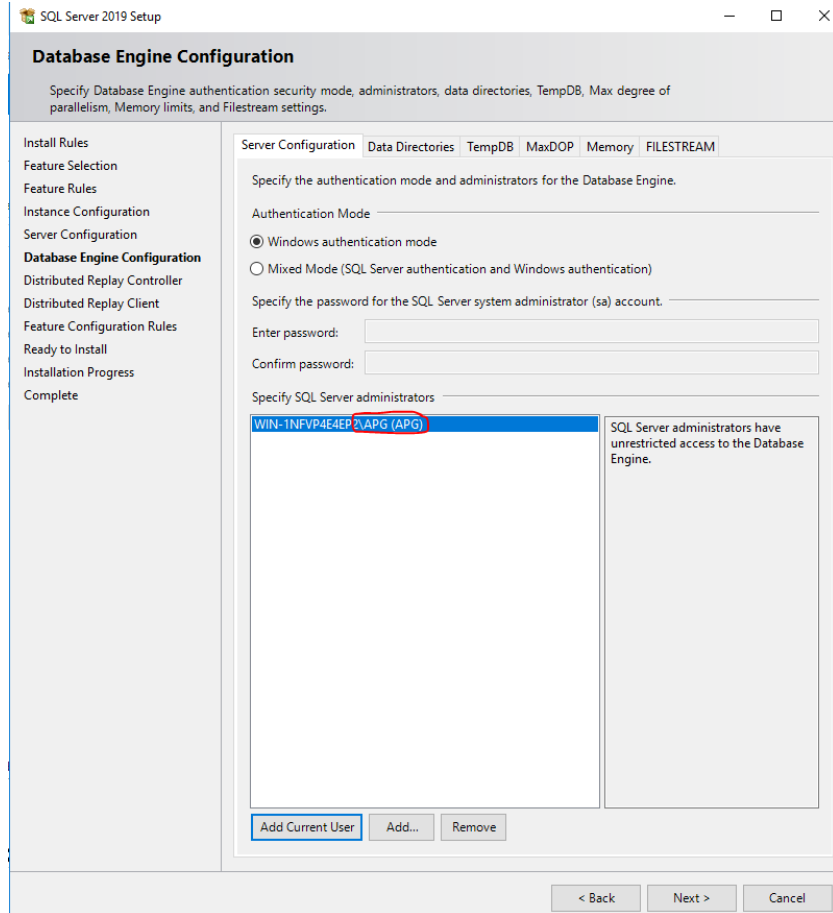 SQL Server 2019 Setup
Database Engine Configuration
Specify Database Engine authentication security mode, administrators, data directories, TempDB, Max degree of
parallelism, Memory limits, and Filestream settings.
Install Rules
Feature Selection
Feature Rules
Instance Configuration
Server Configuration
Database Engine Configuration
Distributed Replay Controller
Distributed Replay Client
Feature Configuration Rules
Ready to Install
Installation Progress
Complete
Server Configuration Data Directories TempDB MaxDOP Memory FILESTREAM
Specify the authentication mode and administrators for the Database Engine.
Authentication Mode
Windows authentication mode
Mixed Mode (SQL Server authentication and Windows authentication)
Specify the password for the SQL Server system administrator (sa) account.
Enter password:
Confirm password:
Specify SQL Server administrators
WIN-1NFVP4E4EP2\APG (APG)
SQL Server administrators have
unrestricted access to the Database
Engine.
Add Current User Add... Remove
< Back Next > Cancel